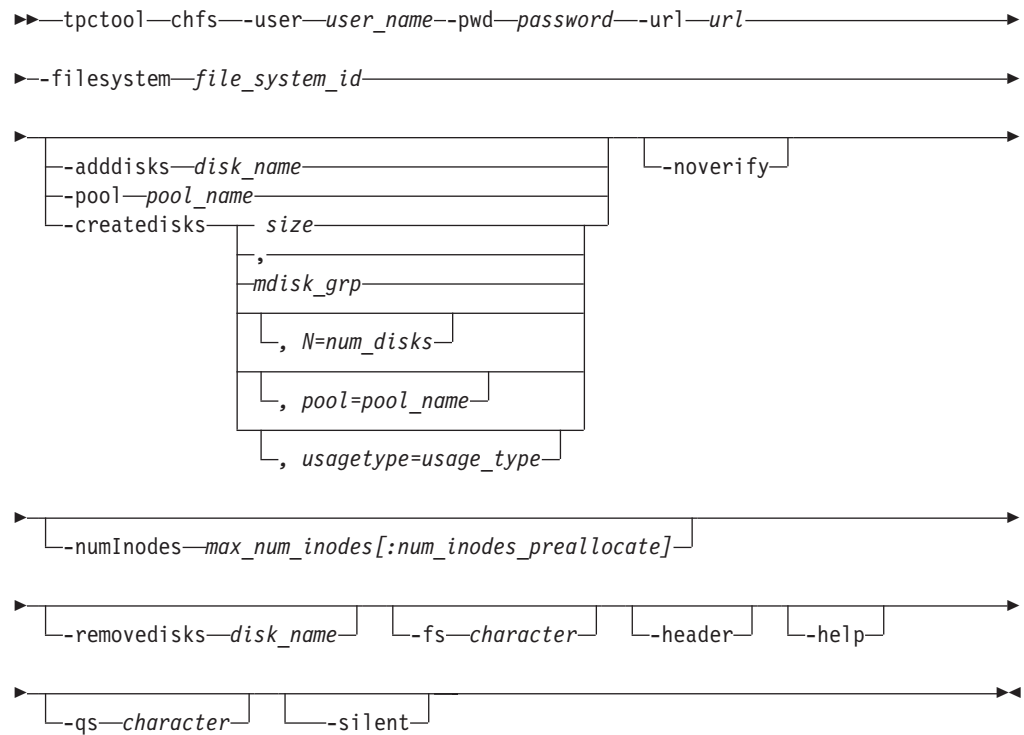 tpctool chfs -user user_name -pwd password -url url
-filesystem file_system_id
-adddisks disk_name
-noverify
-pool pool_name
-createdisks size
,
mdisk_grp
, N=num_disks
, pool=pool_name
, usagetype=usage_type
-numInodes max_num_inodes[:num_inodes_preallocate]
-removedisks disk_name -fs character -header -help
-qs character -silent